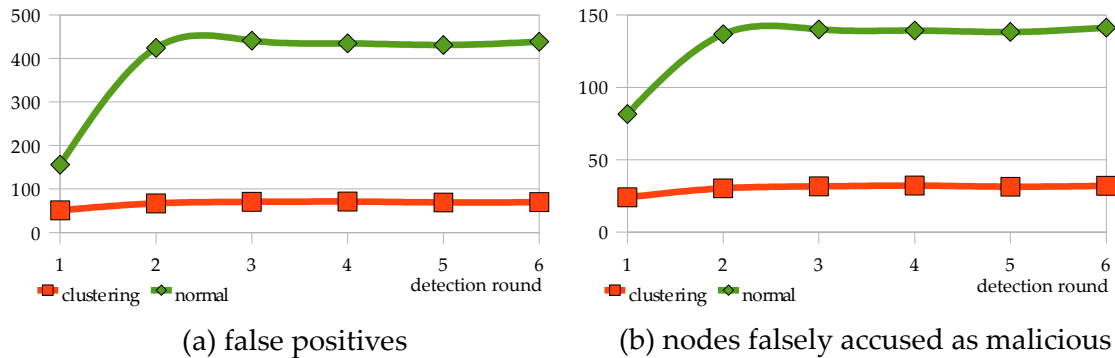 500
400
300
200
100
0
1 2 3 4 5 6
detection round
clustering normal
(a) false positives
150
100
50
0
1 2 3 4 5 6
detection round
clustering normal
(b) nodes falsely accused as malicious